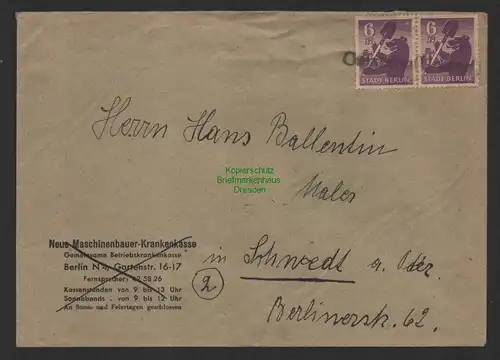 6
6
STADT BERLIN
STADT BERLIN
Herrn Hans Ballentin
Kopierschutz
Briefmarkenhaus
Dresden
Maler
Neue Maschinenbauer-Krankenkasse
Gemeinsame Betriebskrankenkasse
Berlin N 4, Gartenstr. 16-17
Fernsprecher: 42 58 26
Kassenstunden von 9 bis 13 Uhr
Sonnabends . von 9 bis 12 Uhr
An Sonn- und Feiertagen geschlossen
2
in Schwedt a. Oder
Berlinerstr. 62.